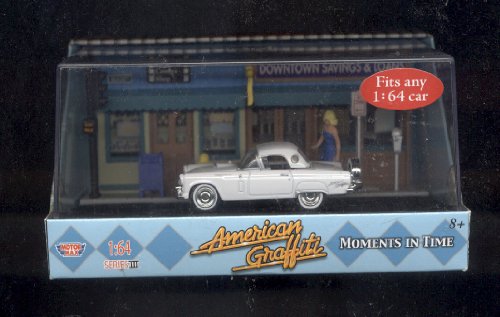 DOWNTOWN SAVINGS & LOANS
Fits any
1:64 car
MOTOR
MAX
1:64
SERIES III
American
Graffiti
MOMENTS IN TIME
8+